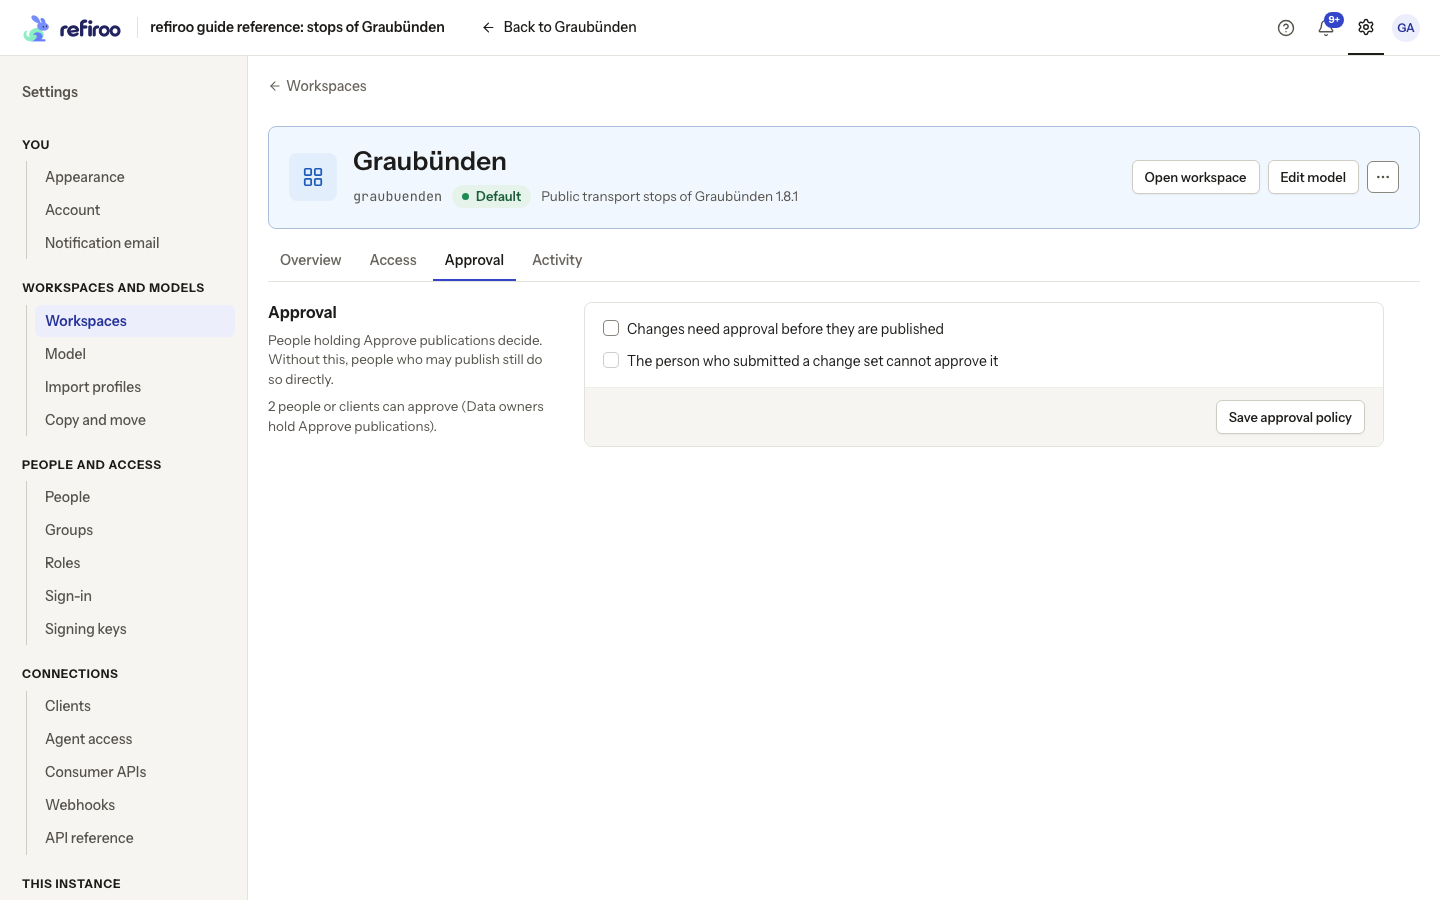 refiroo
refiroo guide reference: stops of Graubünden
Back to Graubünden
9+
GA
Settings
YOU
Appearance
Account
Notification email
WORKSPACES AND MODELS
Workspaces
Model
Import profiles
Copy and move
PEOPLE AND ACCESS
People
Groups
Roles
Sign-in
Signing keys
CONNECTIONS
Clients
Agent access
Consumer APIs
Webhooks
API reference
THIS INSTANCE
Workspaces
Graubünden
graubuenden Default Public transport stops of Graubünden 1.8.1
Open workspace
Edit model
Overview Access Approval Activity
Approval
People holding Approve publications decide.
Without this, people who may publish still do
so directly.
2 people or clients can approve (Data owners
hold Approve publications).
Changes need approval before they are published
The person who submitted a change set cannot approve it
Save approval policy